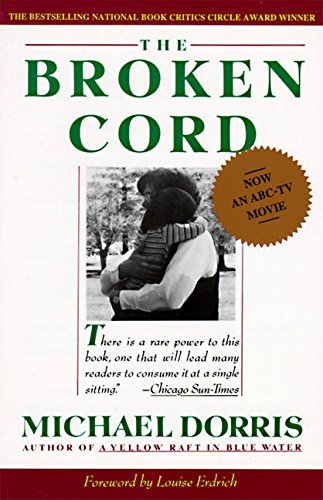 THE BESTSELLING NATIONAL BOOK CRITICS CIRCLE AWARD WINNER
THE
BROKEN
CORD
NOW
AN ABC-TV
MOVIE
There is a rare power to this
book, one that will lead many
readers to consume it at a single
sitting." —Chicago Sun-Times
MICHAEL DORRIS
AUTHOR OF A YELLOW RAFT IN BLUE WATER
Foreword by Louise Erdrich